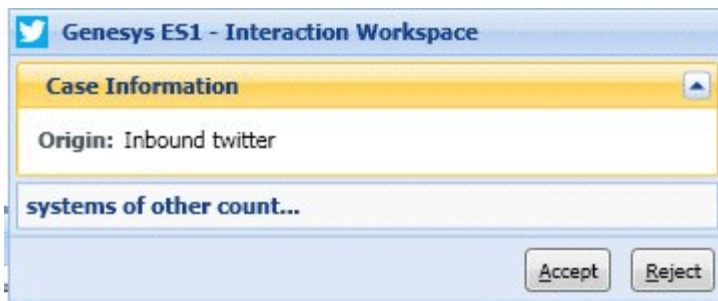 Genesys ES1 - Interaction Workspace
Case Information
Origin: Inbound twitter
systems of other count...
Accept Reject